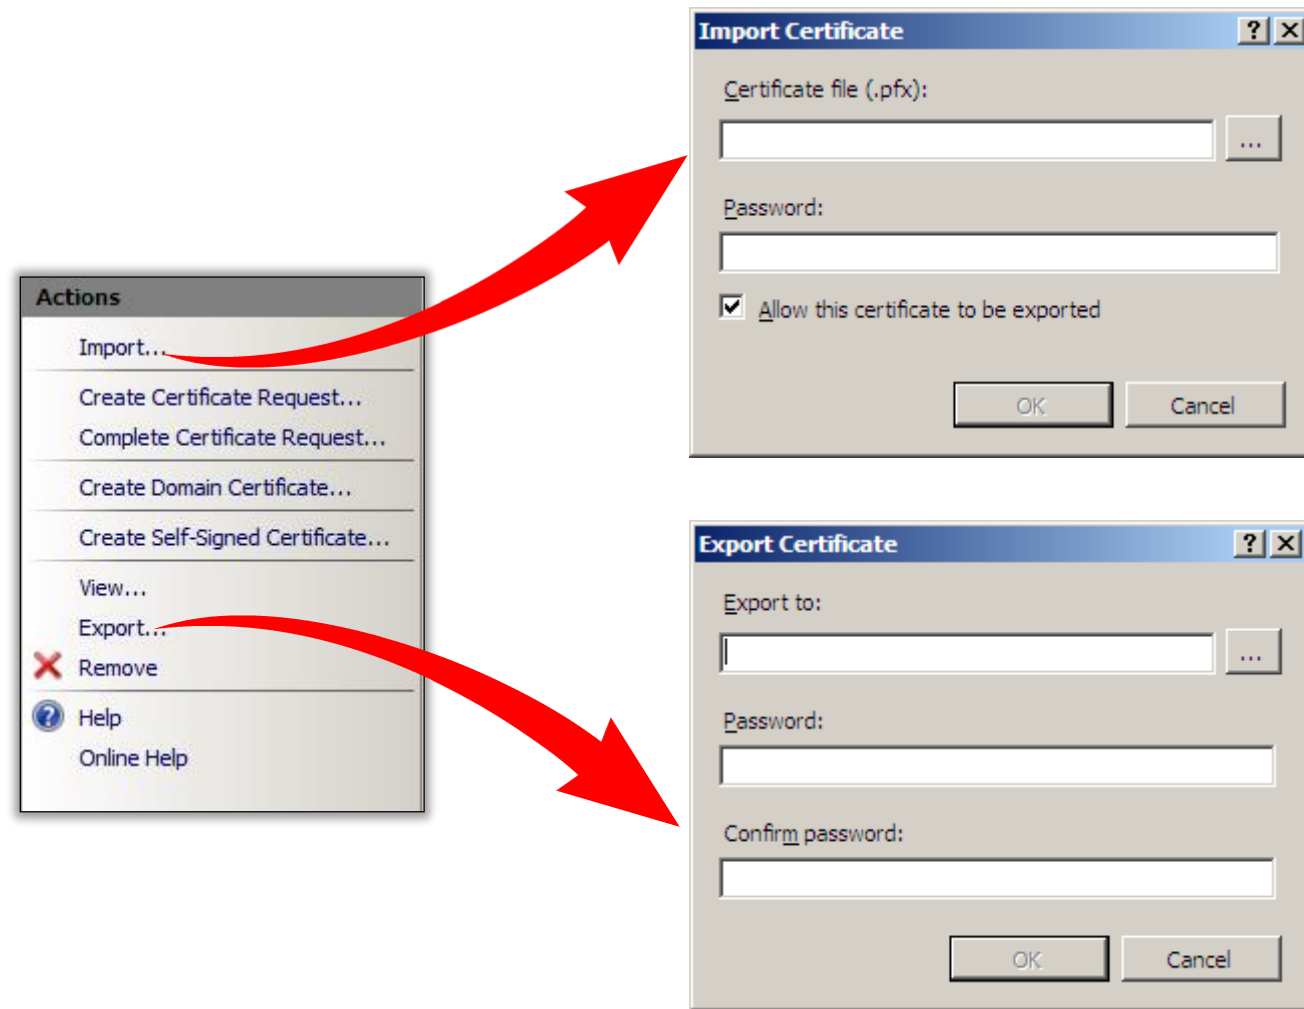 Actions
Import...
Create Certificate Request...
Complete Certificate Request...
Create Domain Certificate...
Create Self-Signed Certificate...
View...
Export...
Remove
Help
Online Help
Import Certificate
Certificate file (.pfx):
...
Password:
Allow this certificate to be exported
OK Cancel
Export Certificate
Export to:
...
Password:
Confirm password:
OK Cancel